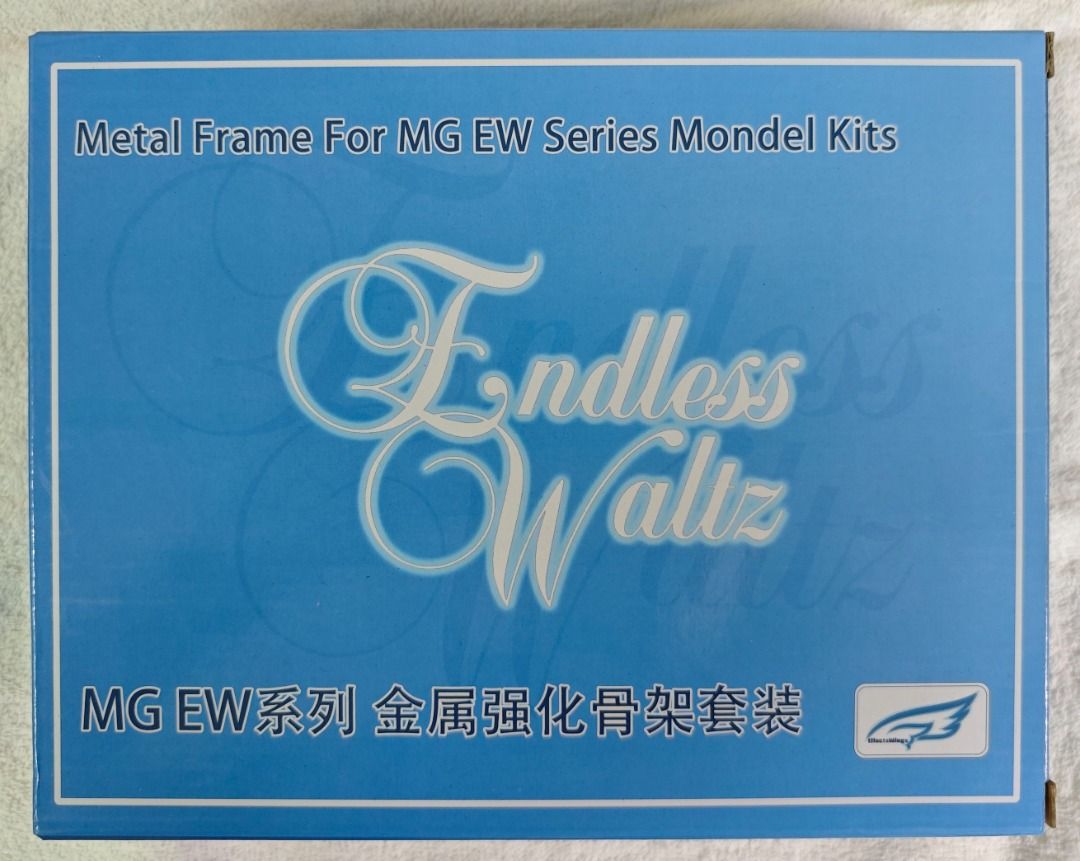 Metal Frame For MG EW Series Mondel Kits
Endless
Waltz
MG EW系列 金属强化骨架套装
EffectsWings